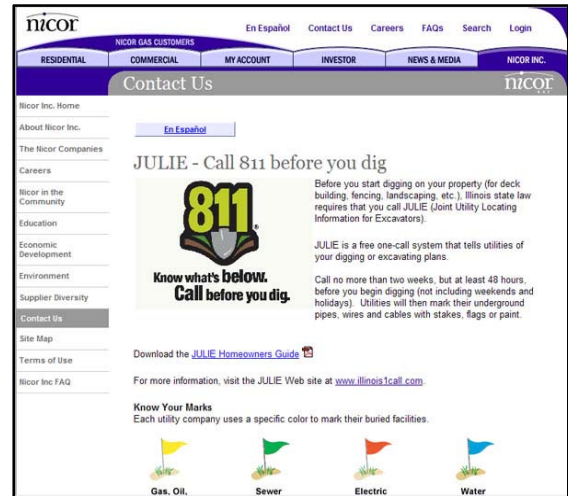 nicor
En Español Contact Us Careers FAQs Search Login
NICOR GAS CUSTOMERS
RESIDENTIAL COMMERCIAL MY ACCOUNT INVESTOR NEWS & MEDIA NICOR INC.
Contact Us
nicor
Nicor Inc. Home
About Nicor Inc.
The Nicor Companies
Careers
Nicor in the
Community
Education
Economic
Development
Environment
Supplier Diversity
Contact Us
Site Map
Terms of Use
Nicor Inc FAQ
En Español
JULIE - Call 811 before you dig
811
Know what's below.
Call before you dig.
Before you start digging on your property (for deck
building, fencing, landscaping, etc.), Illinois state law
requires that you call JULIE (Joint Utility Locating
Information for Excavators).
JULIE is a free one-call system that tells utilities of
your digging or excavating plans.
Call no more than two weeks, but at least 48 hours,
before you begin digging (not including weekends and
holidays). Utilities will then mark their underground
pipes, wires and cables with stakes, flags or paint.
Download the JULIE Homeowners Guide
For more information, visit the JULIE Web site at www.illinois1call.com.
Know Your Marks
Each utility company uses a specific color to mark their buried facilities.
Gas, Oil, Sewer Electric Water